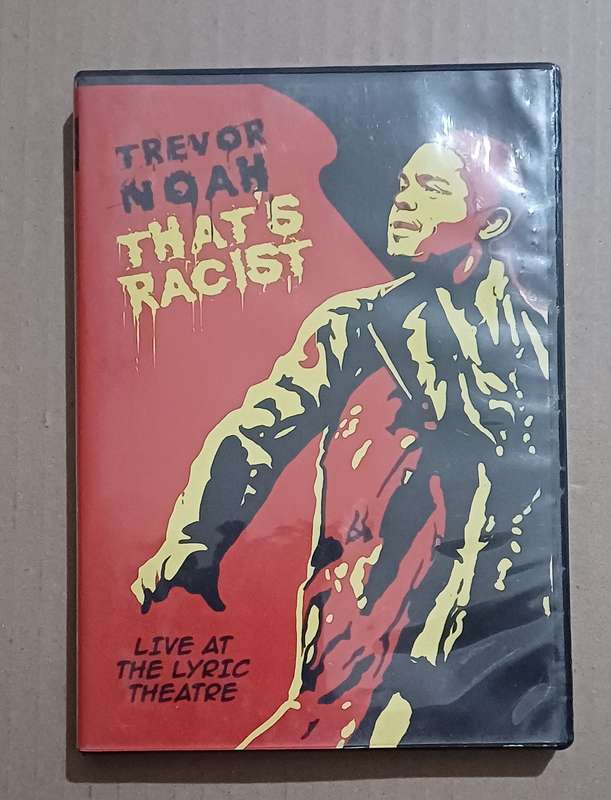 TREVOR
NOAH
THAT'S
RACIST
LIVE AT
THE LYRIC
THEATRE